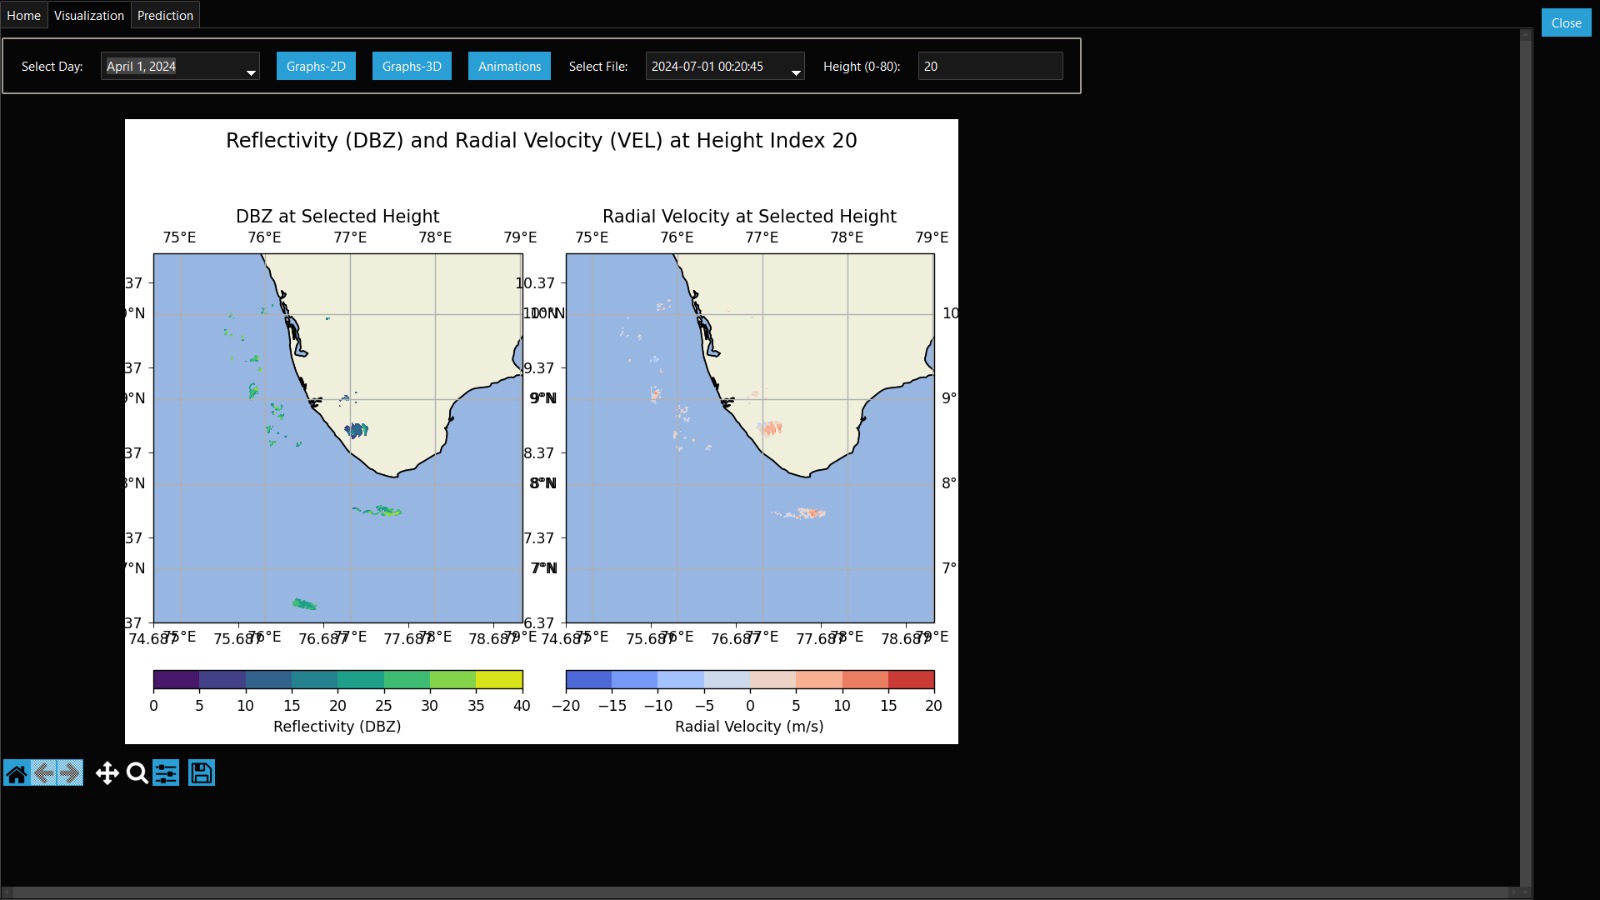 Home Visualization Prediction Close
Select Day: April 1, 2024 Graphs-2D Graphs-3D Animations Select File: 2024-07-01 00:20:45 Height (0-80): 20
Reflectivity (DBZ) and Radial Velocity (VEL) at Height Index 20
DBZ at Selected Height Radial Velocity at Selected Height
75°E 76°E 77°E 78°E 79°E 75°E 76°E 77°E 78°E 79°E
37 10.37
°N 10°N 10°N 10
37 9.37
°N 9°N 9°N 9°
37 8.37
8°N 8°N 8°N 8°
37 7.37
°N 7°N 7°N 7°
37 6.37
74.687 75°E 75.687 76°E 76.687 77°E 77.687 78°E 78.687 79°E 74.687 75°E 75.687 76°E 76.687 77°E 77.687 78°E 78.687 79°E
0 5 10 15 20 25 30 35 40 −20 −15 −10 −5 0 5 10 15 20
Reflectivity (DBZ) Radial Velocity (m/s)